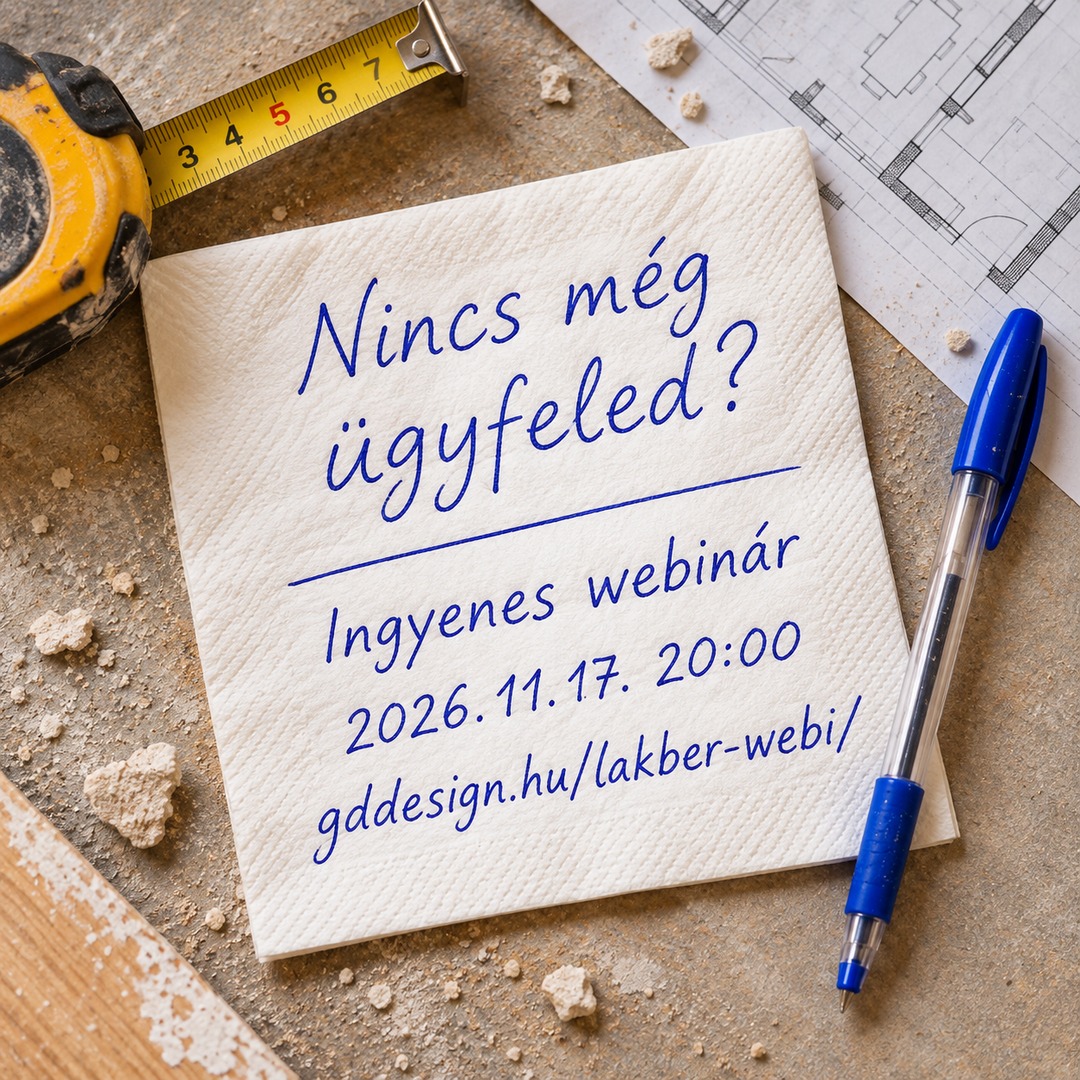 3 4 5 6 7
Nincs még
ügyfeled?
Ingyenes webinár
2026.11.17. 20:00
gddesign.hu/lakber-webi/